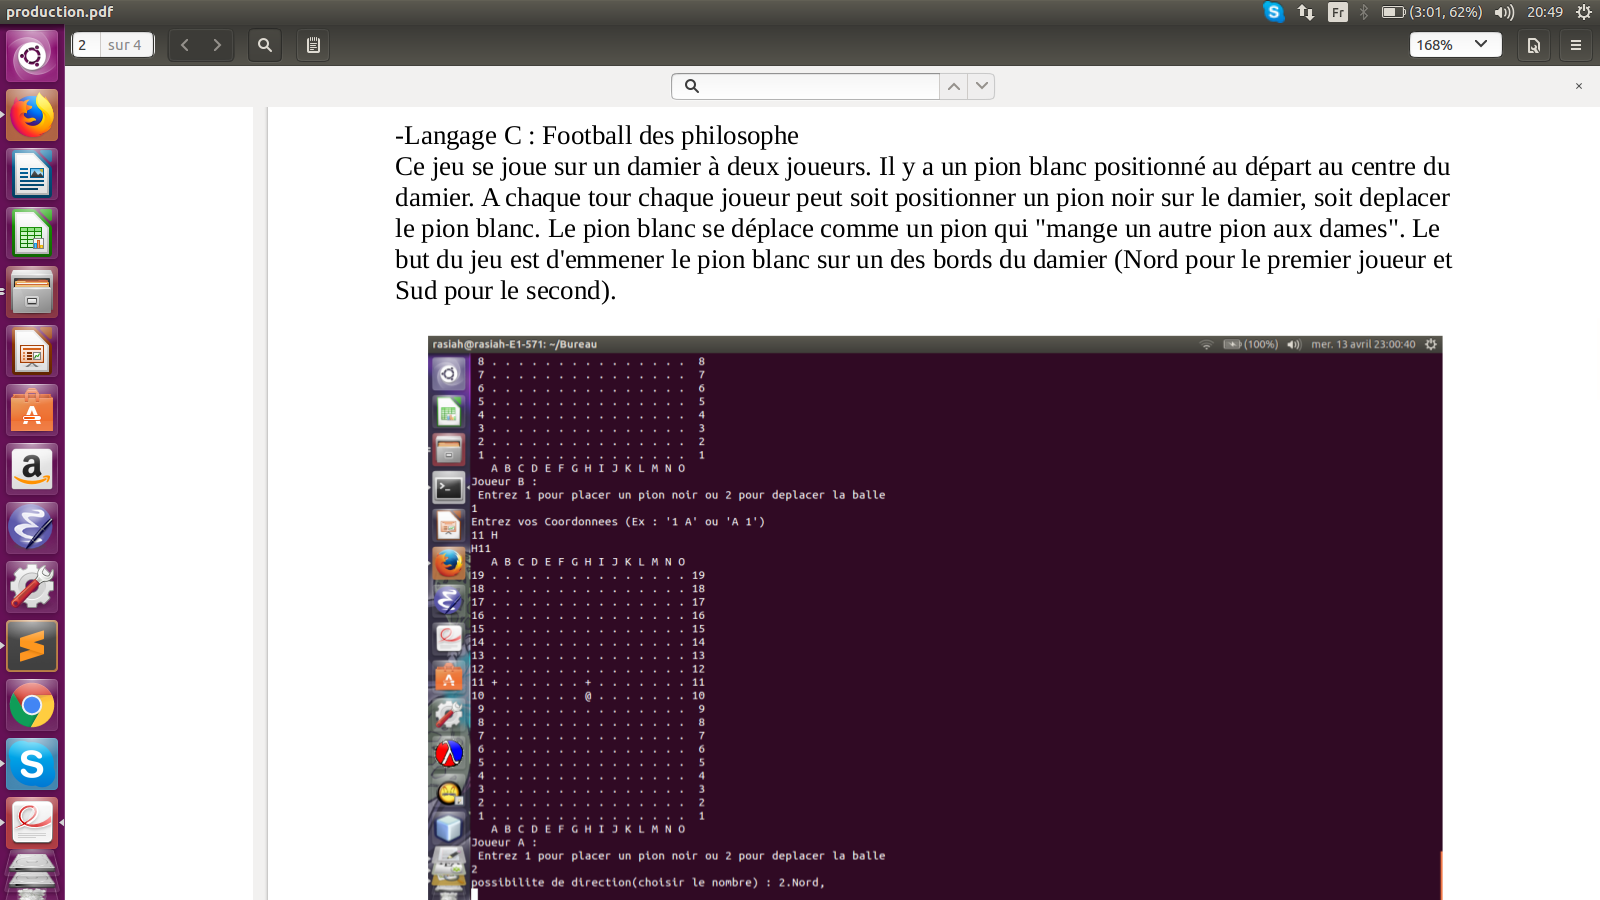 production.pdf
Fr
(3:01, 62%)
20:49
2 sur 4
168%
-Langage C : Football des philosophe
Ce jeu se joue sur un damier à deux joueurs. Il y a un pion blanc positionné au départ au centre du
damier. A chaque tour chaque joueur peut soit positionner un pion noir sur le damier, soit deplacer
le pion blanc. Le pion blanc se déplace comme un pion qui "mange un autre pion aux dames". Le
but du jeu est d'emmener le pion blanc sur un des bords du damier (Nord pour le premier joueur et
Sud pour le second).
rasiah@rasiah-E1-571: ~/Bureau
(100%)
mer. 13 avril 23:00:40
8 . . . . . . . . . . . . . . . 8
7 . . . . . . . . . . . . . . . 7
6 . . . . . . . . . . . . . . . 6
5 . . . . . . . . . . . . . . . 5
4 . . . . . . . . . . . . . . . 4
3 . . . . . . . . . . . . . . . 3
2 . . . . . . . . . . . . . . . 2
1 . . . . . . . . . . . . . . . 1
A B C D E F G H I J K L M N O
Joueur B :
Entrez 1 pour placer un pion noir ou 2 pour deplacer la balle
1
Entrez vos Coordonnees (Ex : '1 A' ou 'A 1')
11 H
H11
A B C D E F G H I J K L M N O
19 . . . . . . . . . . . . . . . 19
18 . . . . . . . . . . . . . . . 18
17 . . . . . . . . . . . . . . . 17
16 . . . . . . . . . . . . . . . 16
15 . . . . . . . . . . . . . . . 15
14 . . . . . . . . . . . . . . . 14
13 . . . . . . . . . . . . . . . 13
12 . . . . . . . . . . . . . . . 12
11 + . . . . . . + . . . . . . . 11
10 . . . . . . . @ . . . . . . . 10
9 . . . . . . . . . . . . . . . 9
8 . . . . . . . . . . . . . . . 8
7 . . . . . . . . . . . . . . . 7
6 . . . . . . . . . . . . . . . 6
5 . . . . . . . . . . . . . . . 5
4 . . . . . . . . . . . . . . . 4
3 . . . . . . . . . . . . . . . 3
2 . . . . . . . . . . . . . . . 2
1 . . . . . . . . . . . . . . . 1
A B C D E F G H I J K L M N O
Joueur A :
Entrez 1 pour placer un pion noir ou 2 pour deplacer la balle
2
possibilite de direction(choisir le nombre) : 2.Nord,